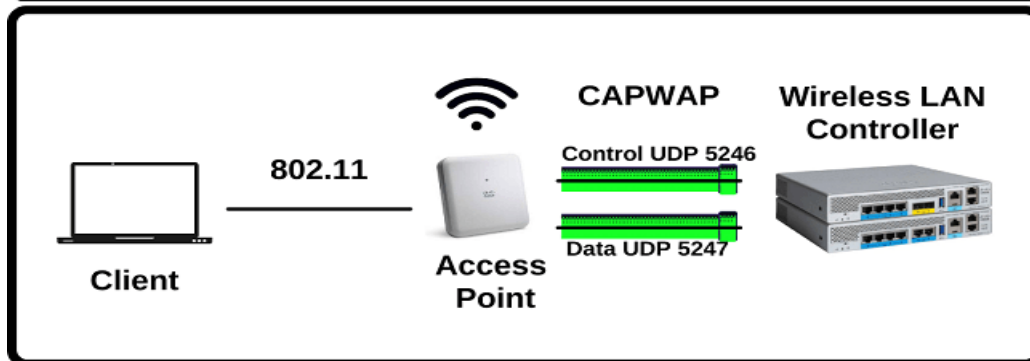 CAPWAP
Wireless LAN
Controller
Control UDP 5246
802.11
Data UDP 5247
Client
Access
Point